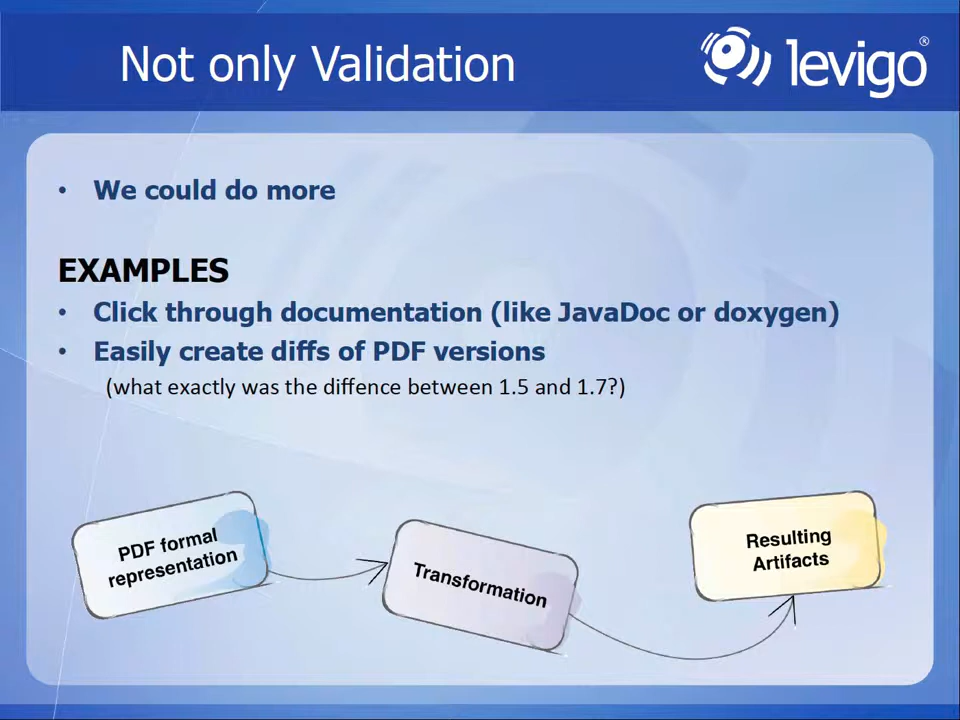 Not only Validation
levigo®
• We could do more
EXAMPLES
• Click through documentation (like JavaDoc or doxygen)
• Easily create diffs of PDF versions
(what exactly was the diffence between 1.5 and 1.7?)
PDF formal
representation
Transformation
Resulting
Artifacts